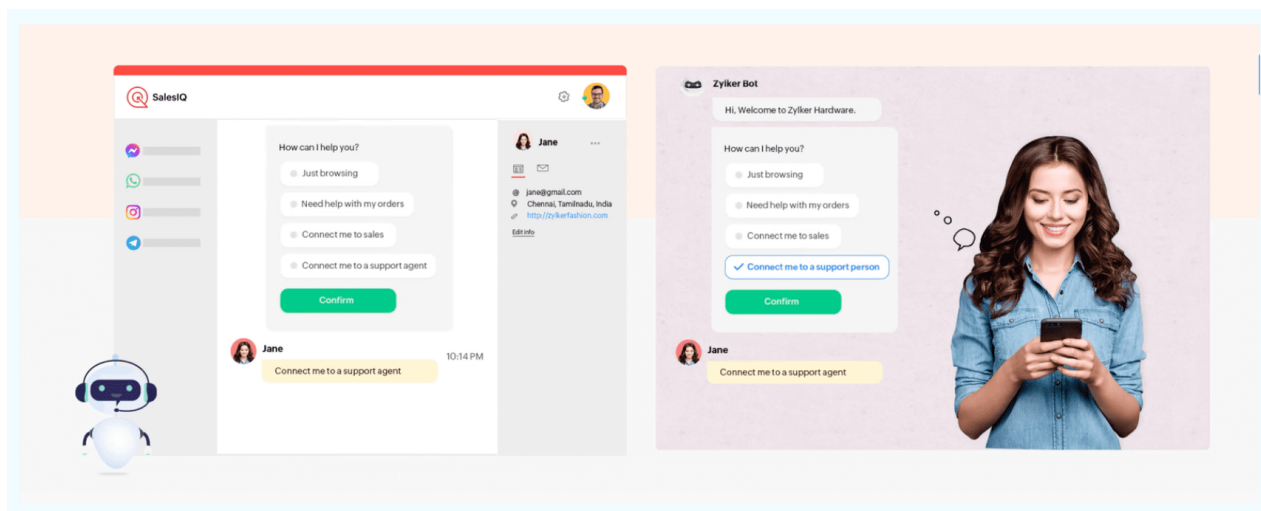 SalesIQ
How can I help you?
Just browsing
Need help with my orders
Connect me to sales
Connect me to a support agent
Confirm
Jane
10:14 PM
Connect me to a support agent
Jane
jane@gmail.com
Chennai, Tamilnadu, India
http://zylkerfashion.com
Edit info
Zylker Bot
Hi, Welcome to Zylker Hardware.
How can I help you?
Just browsing
Need help with my orders
Connect me to sales
Connect me to a support person
Confirm
Jane
Connect me to a support agent